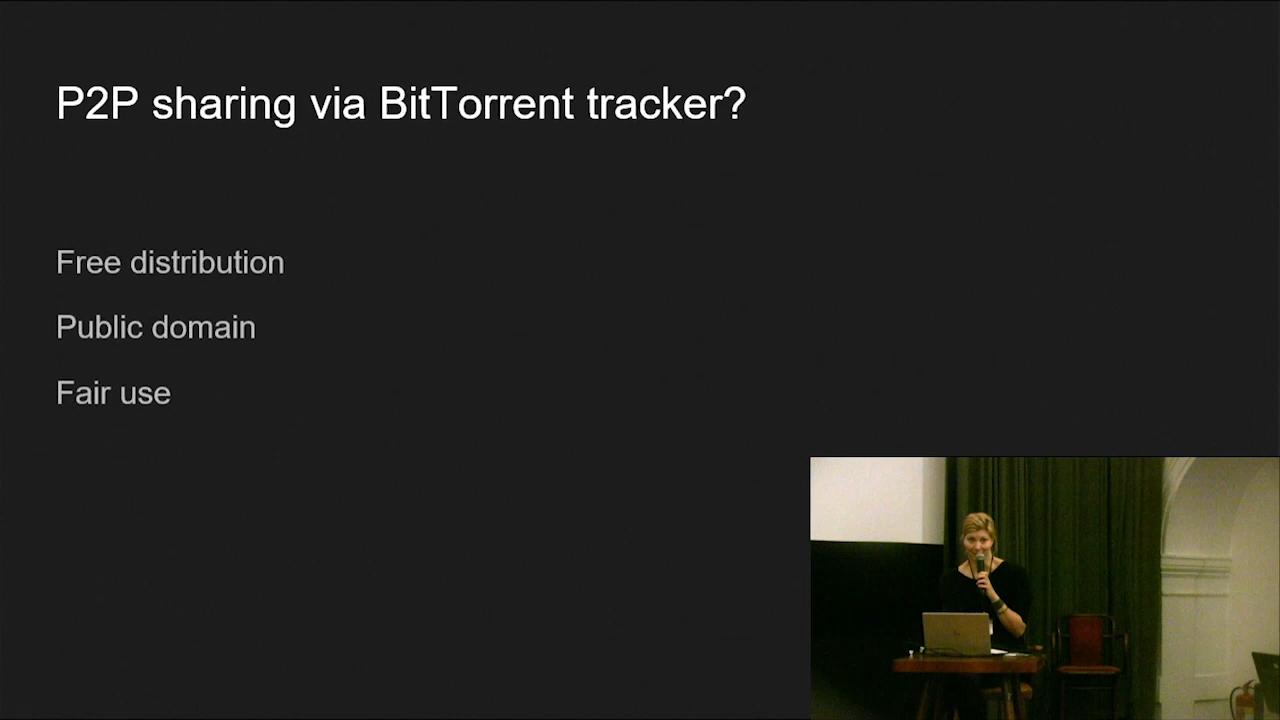 P2P sharing via BitTorrent tracker?
Free distribution
Public domain
Fair use